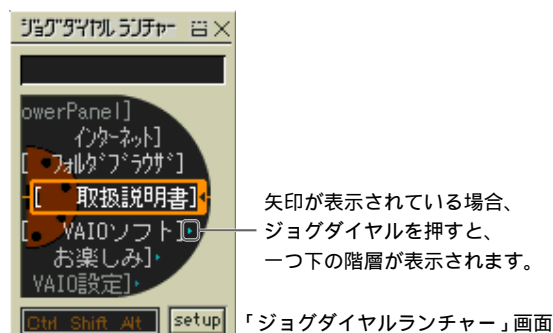 ジョグダイヤル ランチャー
owerPanel]
インターネット]
[ フォルダブラウザ]
[ 取扱説明書]
[ VAIOソフト]
お楽しみ]
VAIO設定]
Ctrl Shift Alt
setup
矢印が表示されている場合、
ジョグダイヤルを押すと、
一つ下の階層が表示されます。
「ジョグダイヤルランチャー」画面